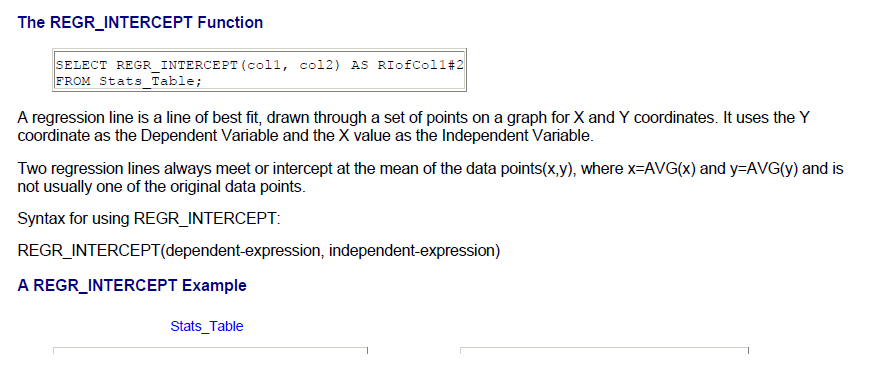 The REGR_INTERCEPT Function
SELECT REGR_INTERCEPT(col1, col2) AS RIofCol1#2
FROM Stats_Table;
A regression line is a line of best fit, drawn through a set of points on a graph for X and Y coordinates. It uses the Y
coordinate as the Dependent Variable and the X value as the Independent Variable.
Two regression lines always meet or intercept at the mean of the data points(x,y), where x=AVG(x) and y=AVG(y) and is
not usually one of the original data points.
Syntax for using REGR_INTERCEPT:
REGR_INTERCEPT(dependent-expression, independent-expression)
A REGR_INTERCEPT Example
Stats_Table